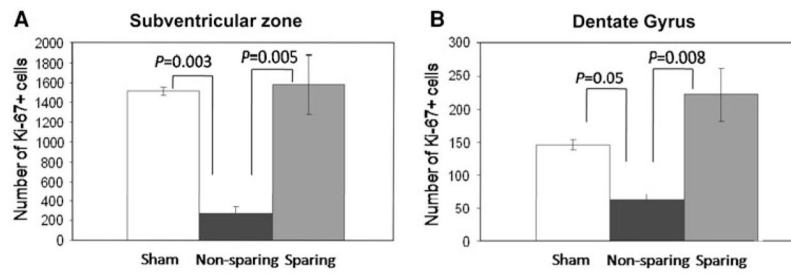 A
Subventricular zone
Number of Ki-67+ cells
2000
1800
1600
1400
1200
1000
800
600
400
200
0
P=0.003
P=0.005
Sham
Non-sparing
Sparing
B
Dentate Gyrus
Number of Ki-67+ cells
300
250
200
150
100
50
0
P=0.05
P=0.008
Sham
Non-sparing
Sparing